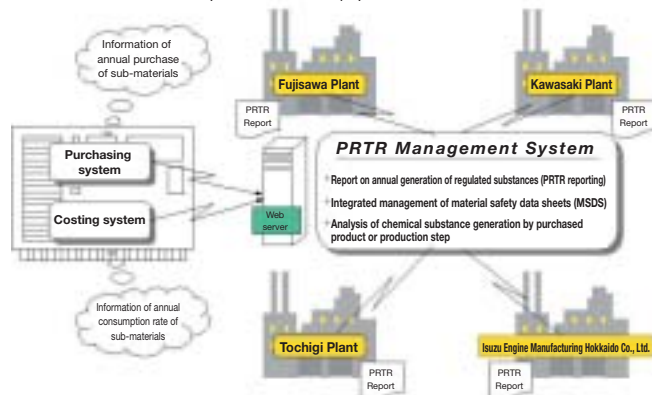 Information of
annual purchase
of sub-materials
Purchasing
system
Costing system
Information of annual
consumption rate of
sub-materials
Web
server
Fujisawa Plant
PRTR
Report
Kawasaki Plant
PRTR
Report
PRTR Management System
Report on annual generation of regulated substances (PRTR reporting)
Integrated management of material safety data sheets (MSDS)
Analysis of chemical substance generation by purchased
product or production step
Tochigi Plant
PRTR
Report
Isuzu Engine Manufacturing Hokkaido Co., Ltd.
PRTR
Report